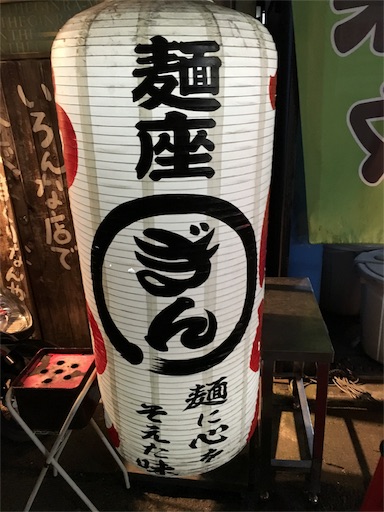 麺座
ぎん
麺に心を
そえた味
いろんな店で